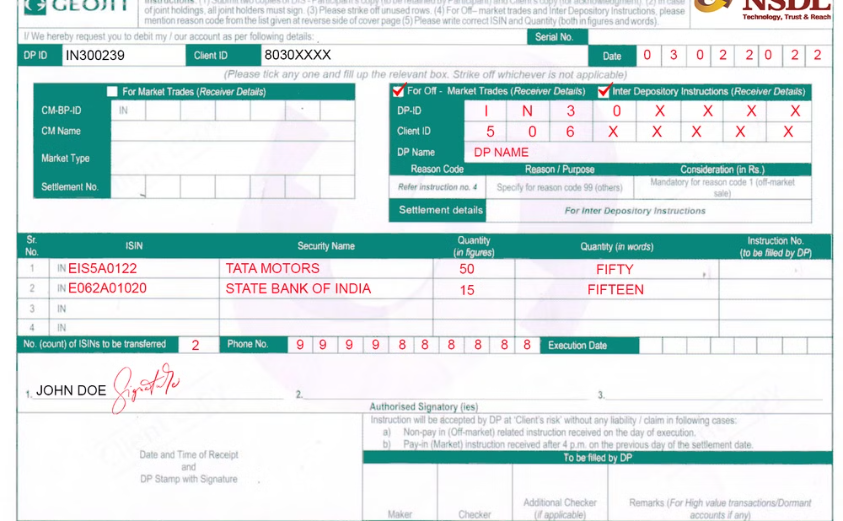 GEOJIT
NSDL
Technology, Trust & Reach
of joint holdings, all joint holders must sign. (3) Please strike off unused rows. (4) For Off– market trades and Inter Depository Instructions, please
mention reason code from the list given at reverse side of cover page (5) Please write correct ISIN and Quantity (both in figures and words).
I/ We hereby request you to debit my / our account as per following details:
Serial No.
DP ID IN300239 Client ID 8030XXXX Date 0 3 0 2 2 0 2 2
(Please tick any one and fill up the relevant box. Strike off whichever is not applicable)
For Market Trades (Receiver Details)
CM-BP-ID IN
CM Name
Market Type
Settlement No.
For Off - Market Trades (Receiver Details) Inter Depository Instructions (Receiver Details)
DP-ID I N 3 0 X X X X
Client ID 5 0 6 X X X X X
DP Name DP NAME
Reason Code Reason / Purpose Consideration (in Rs.)
Refer instruction no. 4 Specify for reason code 99 (others) Mandatory for reason code 1 (off-market
sale)
Settlement details For Inter Depository Instructions
Sr. No. ISIN Security Name Quantity (in figures) Quantity (in words) Instruction No. (to be filled by DP)
1 IN EIS5A0122 TATA MOTORS 50 FIFTY
2 IN E062A01020 STATE BANK OF INDIA 15 FIFTEEN
3 IN
4 IN
No. (count) of ISINs to be transferred 2 Phone No. 9 9 9 9 8 8 8 8 8 8 Execution Date
1. JOHN DOE 2. 3.
Authorised Signatory (ies)
Instruction will be accepted by DP at 'Client's risk' without any liability / claim in following cases:
a) Non-pay in (Off-market) related instruction received on the day of execution.
b) Pay-in (Market) instruction received after 4 p.m. on the previous day of the settlement date.
Date and Time of Receipt
and
DP Stamp with Signature
To be filled by DP
Maker Checker Additional Checker
(if applicable)
Remarks (For High value transactions/Dormant
accounts if any)